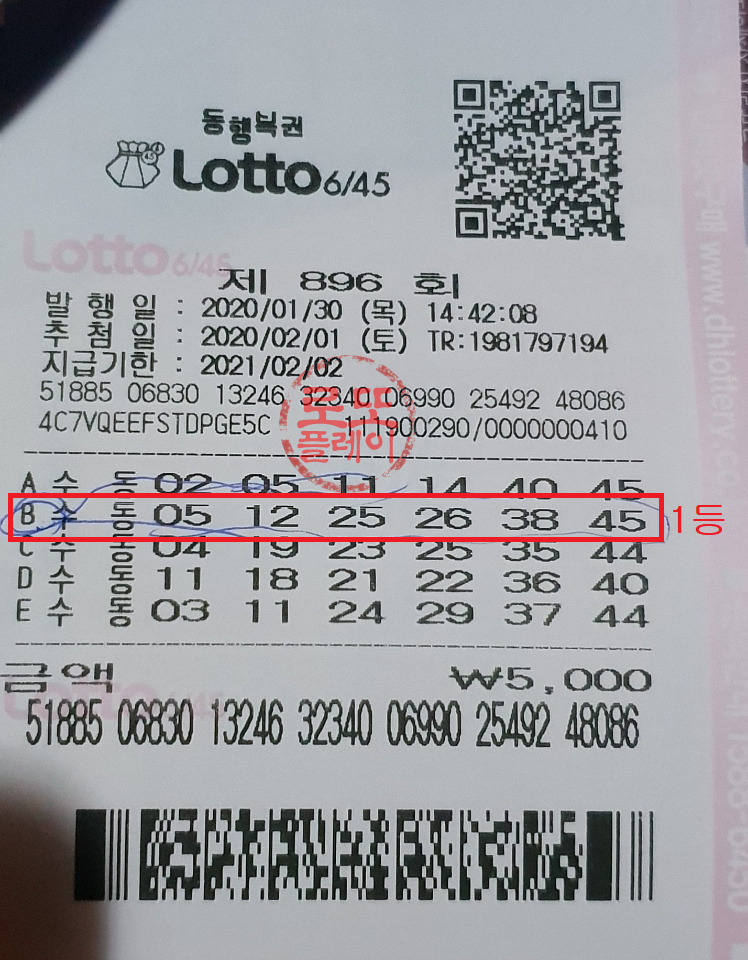 동행복권
Lotto 6/45
Lotto 6/45
제 896 회
발 행 일 : 2020/01/30 (목) 14:42:08
추 첨 일 : 2020/02/01 (토) TR:1981797194
지급기한 : 2021/02/02
51885 06830 13246 32340 06990 25492 48086
4C7VQEEFSTDPGE5C 111900290/0000000410
로또
플레이
A 수 동 02 05 11 14 40 45
B 수 동 05 12 25 26 38 45 1등
C 수 동 04 19 23 25 35 44
D 수 동 11 18 21 22 36 40
E 수 동 03 11 24 29 37 44
금 액 ₩5,000
Lotto 6/45
51885 06830 13246 32340 06990 25492 48086